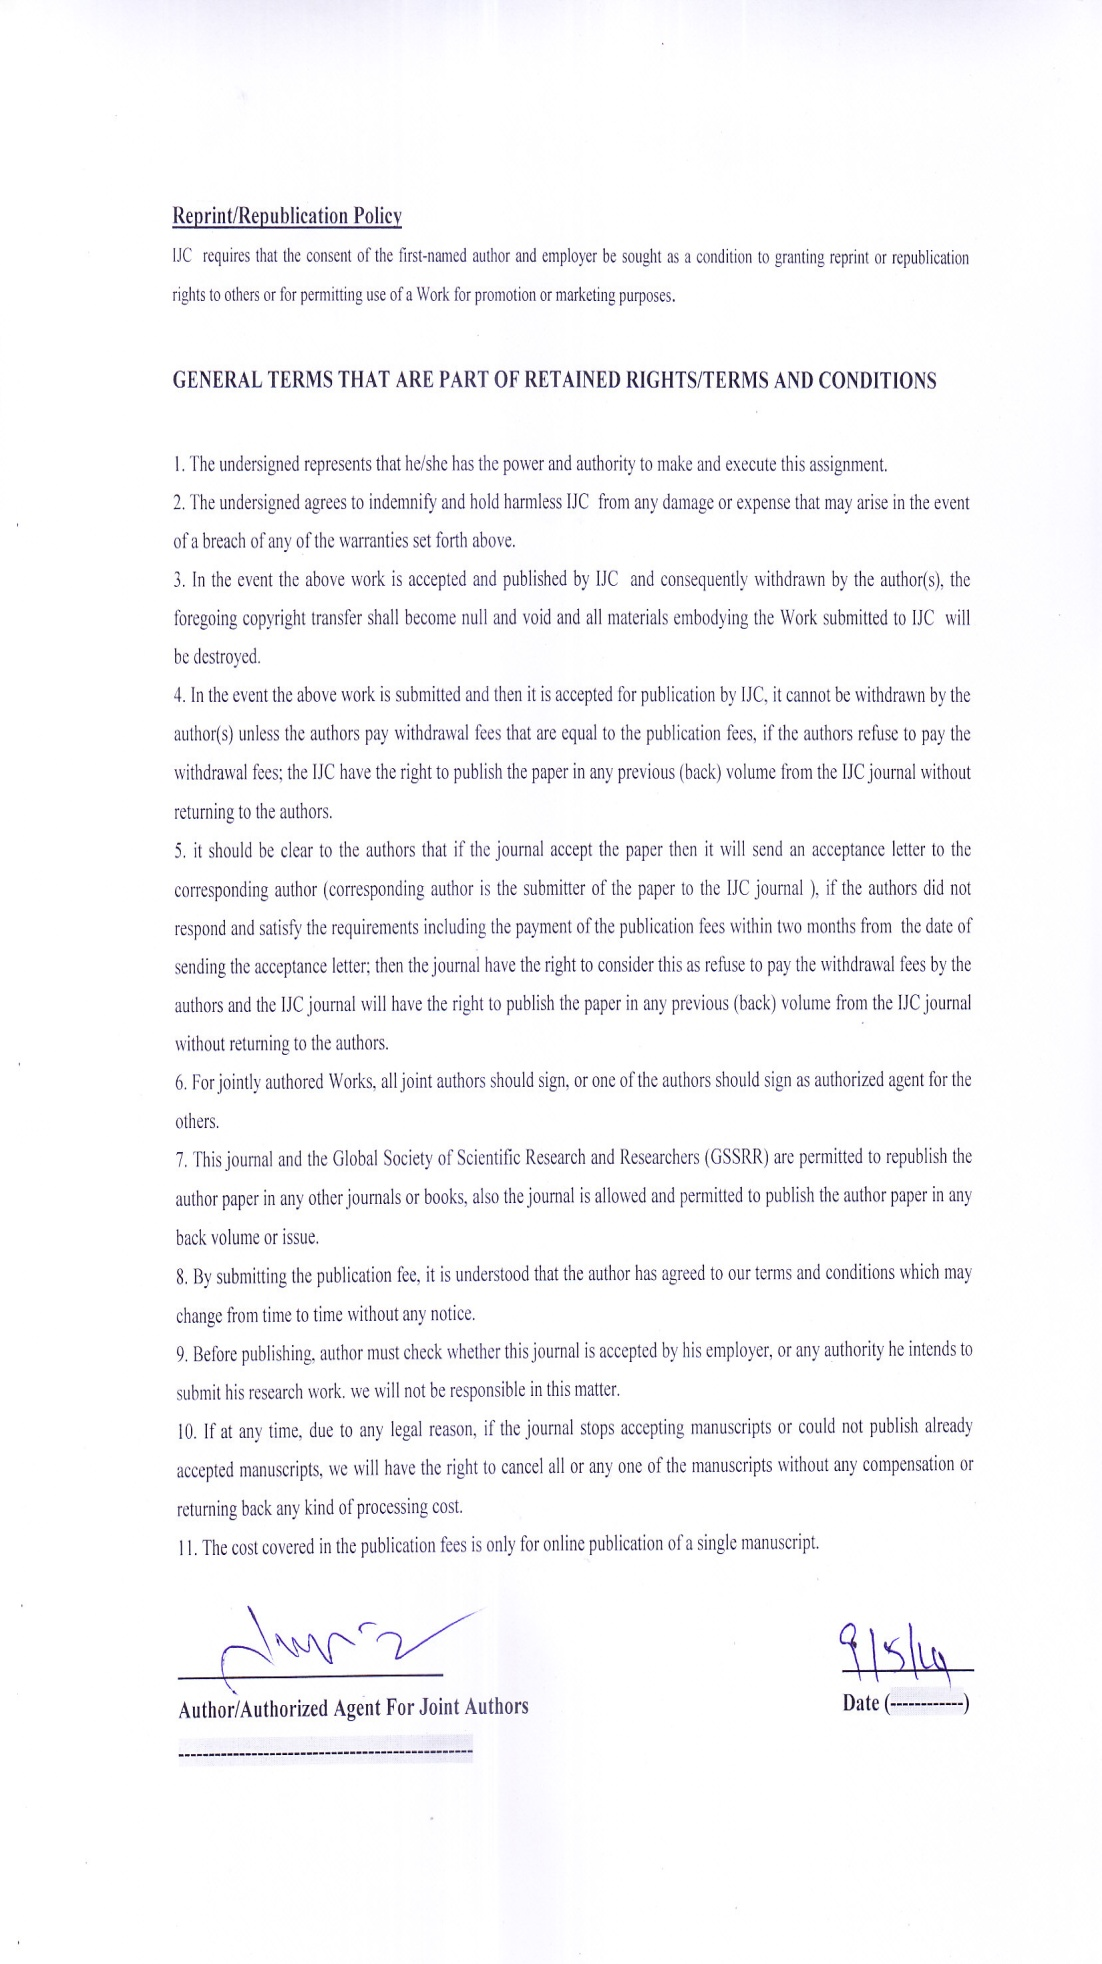 Reprint/Republication Policy
IJC requires that the consent of the first-named author and employer be sought as a condition to granting reprint or republication
rights to others or for permitting use of a Work for promotion or marketing purposes.
GENERAL TERMS THAT ARE PART OF RETAINED RIGHTS/TERMS AND CONDITIONS
1. The undersigned represents that he/she has the power and authority to make and execute this assignment.
2. The undersigned agrees to indemnify and hold harmless IJC from any damage or expense that may arise in the event
of a breach of any of the warranties set forth above.
3. In the event the above work is accepted and published by IJC and consequently withdrawn by the author(s), the
foregoing copyright transfer shall become null and void and all materials embodying the Work submitted to IJC will
be destroyed.
4. In the event the above work is submitted and then it is accepted for publication by IJC, it cannot be withdrawn by the
author(s) unless the authors pay withdrawal fees that are equal to the publication fees, if the authors refuse to pay the
withdrawal fees; the IJC have the right to publish the paper in any previous (back) volume from the IJC journal without
returning to the authors.
5. it should be clear to the authors that if the journal accept the paper then it will send an acceptance letter to the
corresponding author (corresponding author is the submitter of the paper to the IJC journal ), if the authors did not
respond and satisfy the requirements including the payment of the publication fees within two months from the date of
sending the acceptance letter; then the journal have the right to consider this as refuse to pay the withdrawal fees by the
authors and the IJC journal will have the right to publish the paper in any previous (back) volume from the IJC journal
without returning to the authors.
6. For jointly authored Works, all joint authors should sign, or one of the authors should sign as authorized agent for the
others.
7. This journal and the Global Society of Scientific Research and Researchers (GSSRR) are permitted to republish the
author paper in any other journals or books, also the journal is allowed and permitted to publish the author paper in any
back volume or issue.
8. By submitting the publication fee, it is understood that the author has agreed to our terms and conditions which may
change from time to time without any notice.
9. Before publishing, author must check whether this journal is accepted by his employer, or any authority he intends to
submit his research work. we will not be responsible in this matter.
10. If at any time, due to any legal reason, if the journal stops accepting manuscripts or could not publish already
accepted manuscripts, we will have the right to cancel all or any one of the manuscripts without any compensation or
returning back any kind of processing cost.
11. The cost covered in the publication fees is only for online publication of a single manuscript.
Author/Authorized Agent For Joint Authors
Date (------------)